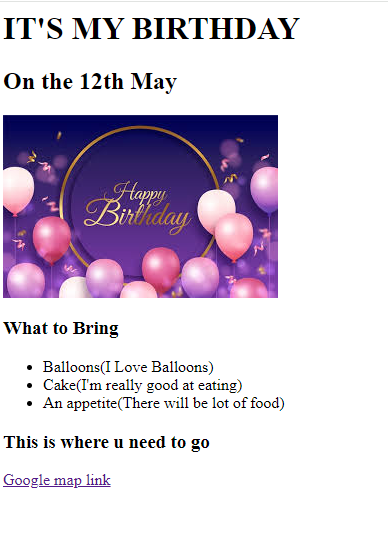 IT'S MY BIRTHDAY
On the 12th May
Happy
Birthday
What to Bring
Balloons(I Love Balloons)
Cake(I'm really good at eating)
An appetite(There will be lot of food)
This is where u need to go
Google map link